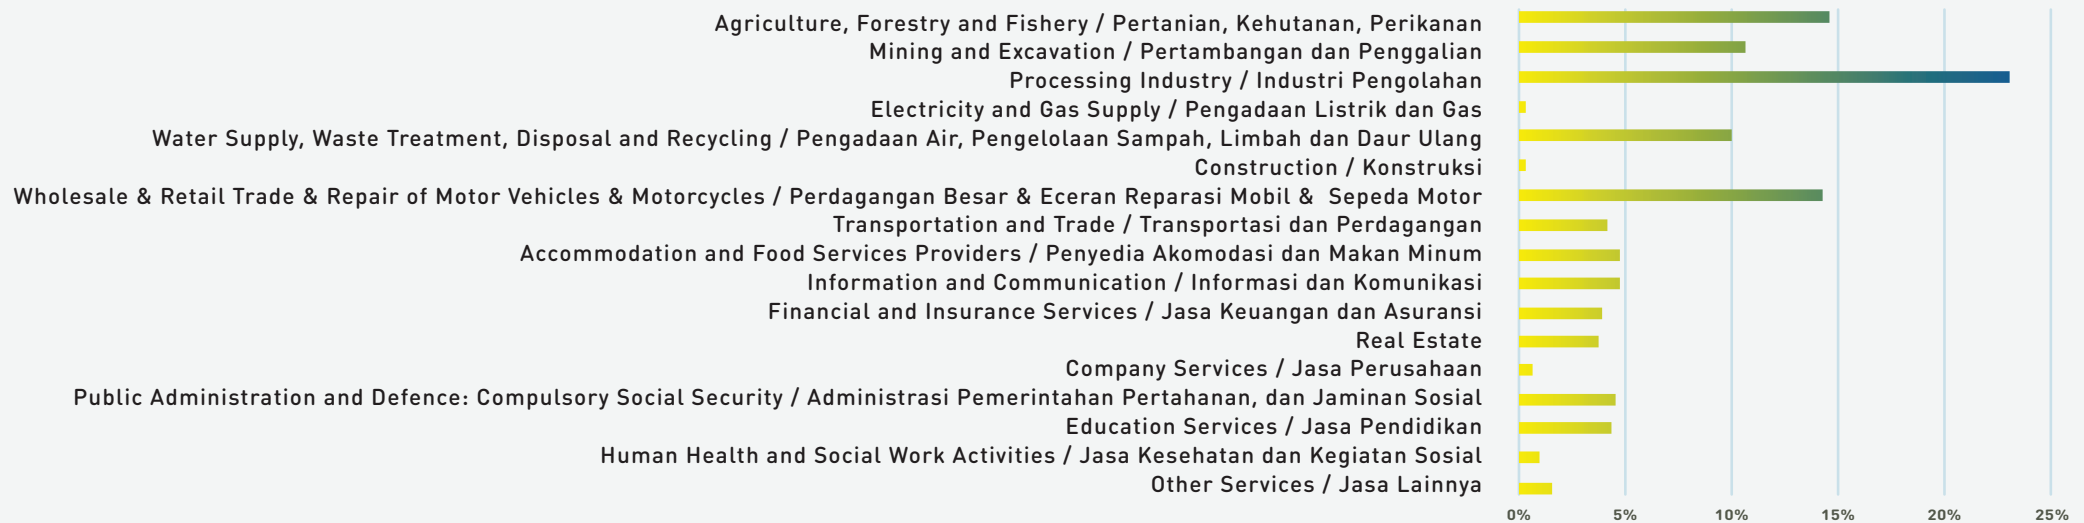 Agriculture, Forestry and Fishery / Pertanian, Kehutanan, Perikanan
Mining and Excavation / Pertambangan dan Penggalian
Processing Industry / Industri Pengolahan
Electricity and Gas Supply / Pengadaan Listrik dan Gas
Water Supply, Waste Treatment, Disposal and Recycling / Pengadaan Air, Pengelolaan Sampah, Limbah dan Daur Ulang
Construction / Konstruksi
Wholesale & Retail Trade & Repair of Motor Vehicles & Motorcycles / Perdagangan Besar & Eceran Reparasi Mobil & Sepeda Motor
Transportation and Trade / Transportasi dan Perdagangan
Accommodation and Food Services Providers / Penyedia Akomodasi dan Makan Minum
Information and Communication / Informasi dan Komunikasi
Financial and Insurance Services / Jasa Keuangan dan Asuransi
Real Estate
Company Services / Jasa Perusahaan
Public Administration and Defence: Compulsory Social Security / Administrasi Pemerintahan Pertahanan, dan Jaminan Sosial
Education Services / Jasa Pendidikan
Human Health and Social Work Activities / Jasa Kesehatan dan Kegiatan Sosial
Other Services / Jasa Lainnya
0% 5% 10% 15% 20% 25%